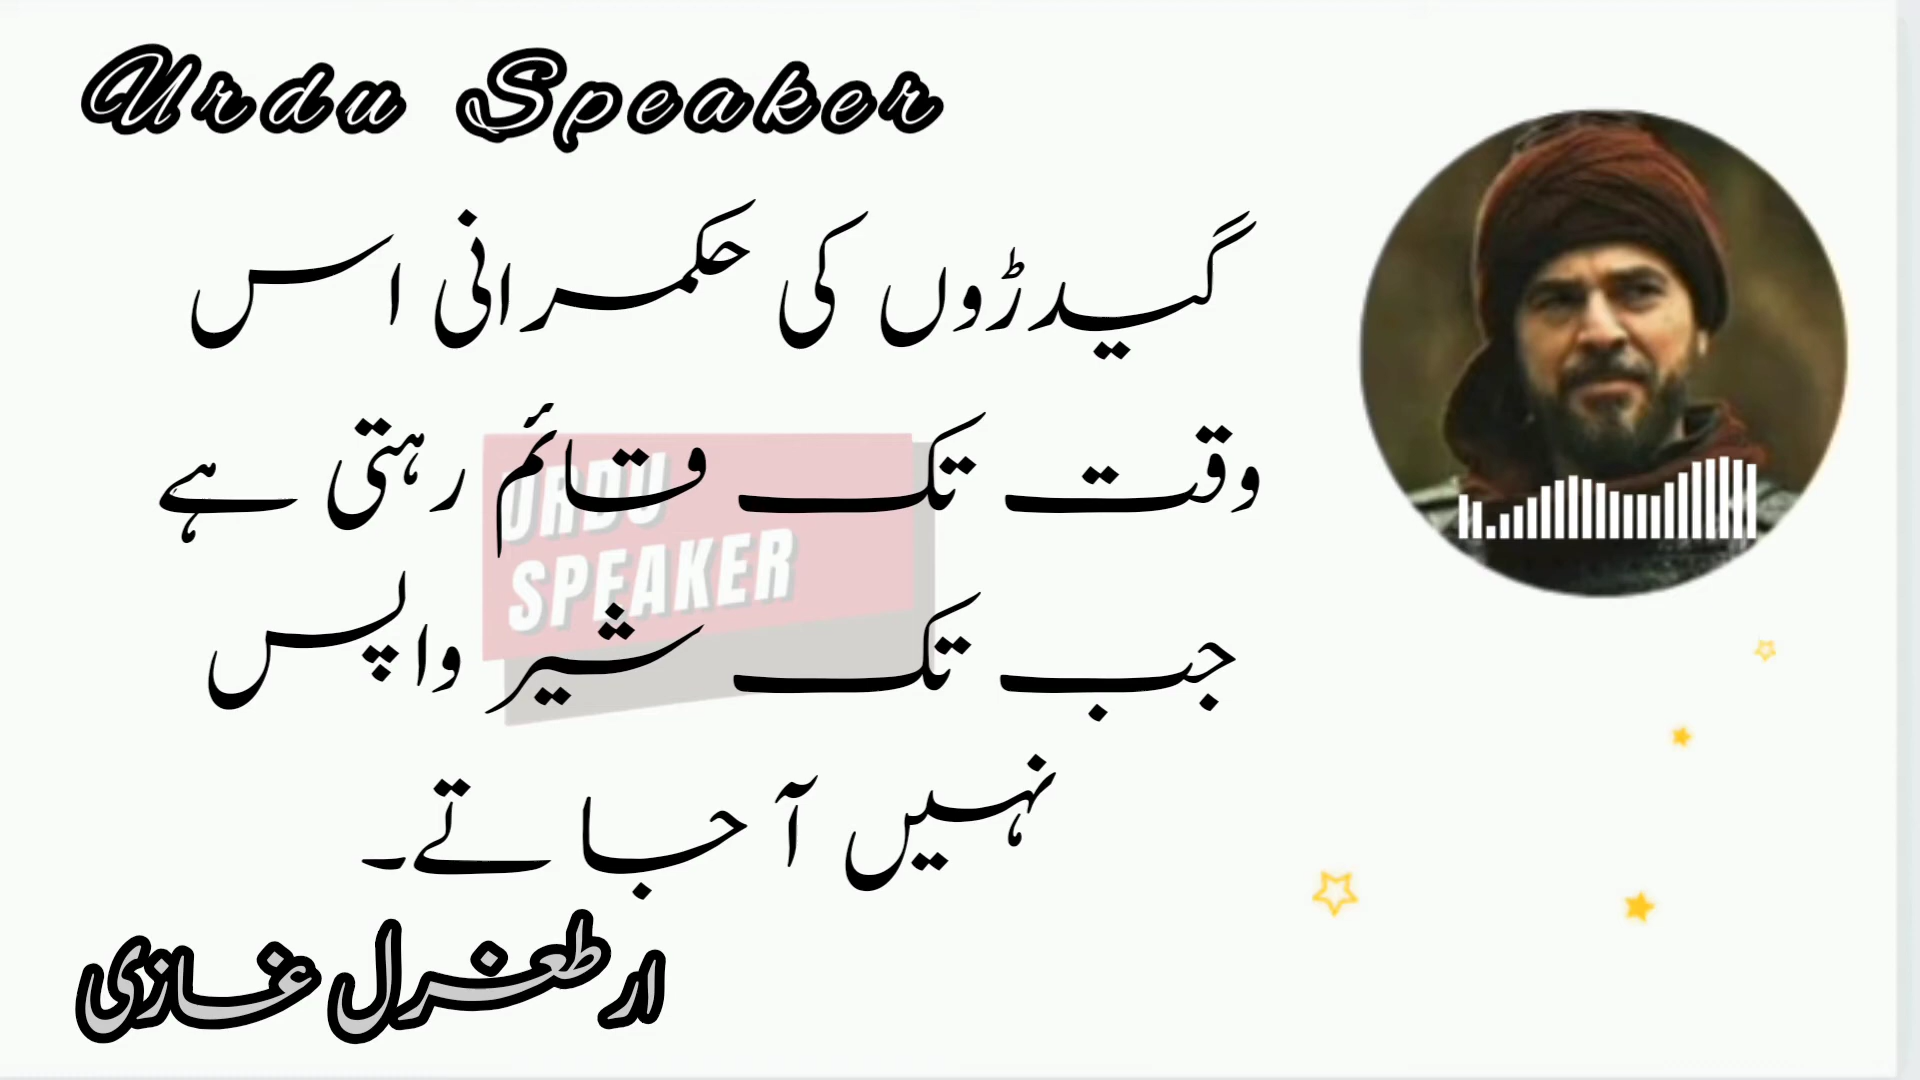 Urdu Speaker
گیدڑوں کی حکمرانی اس
وقت تک قائم رہتی ہے
جب تک شیر واپس
نہیں آ جاتے۔
URDU
SPEAKER
ارطغرل غازی